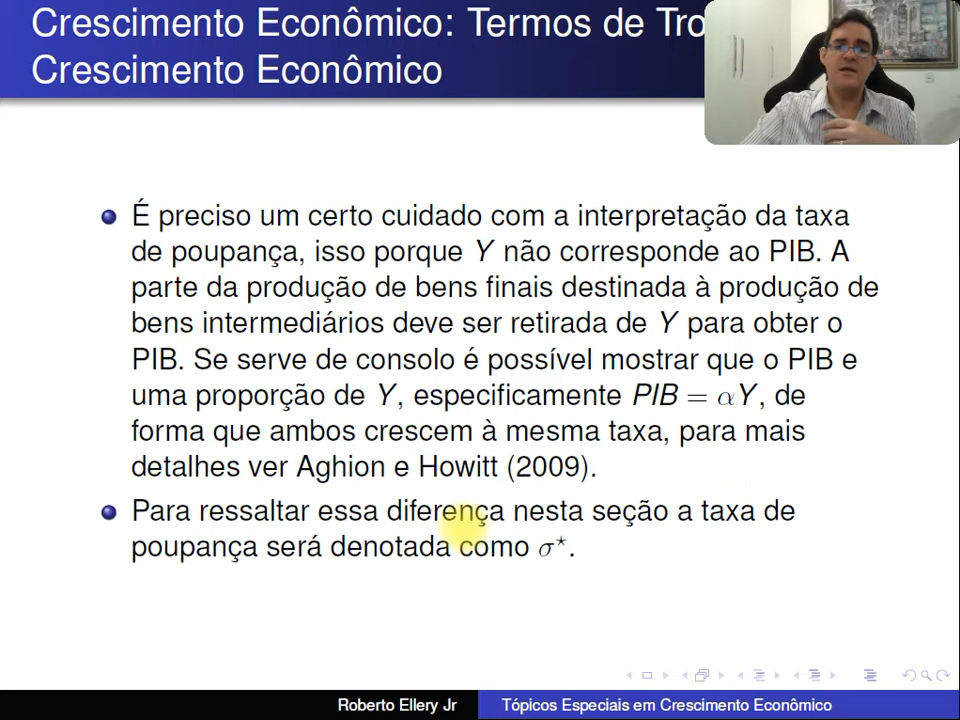 Crescimento Econômico: Termos de Tro
Crescimento Econômico
É preciso um certo cuidado com a interpretação da taxa
de poupança, isso porque Y não corresponde ao PIB. A
parte da produção de bens finais destinada à produção de
bens intermediários deve ser retirada de Y para obter o
PIB. Se serve de consolo é possível mostrar que o PIB e
uma proporção de Y, especificamente PIB = αY, de
forma que ambos crescem à mesma taxa, para mais
detalhes ver Aghion e Howitt (2009).
Para ressaltar essa diferença nesta seção a taxa de
poupança será denotada como σ*.
Roberto Ellery Jr Tópicos Especiais em Crescimento Econômico